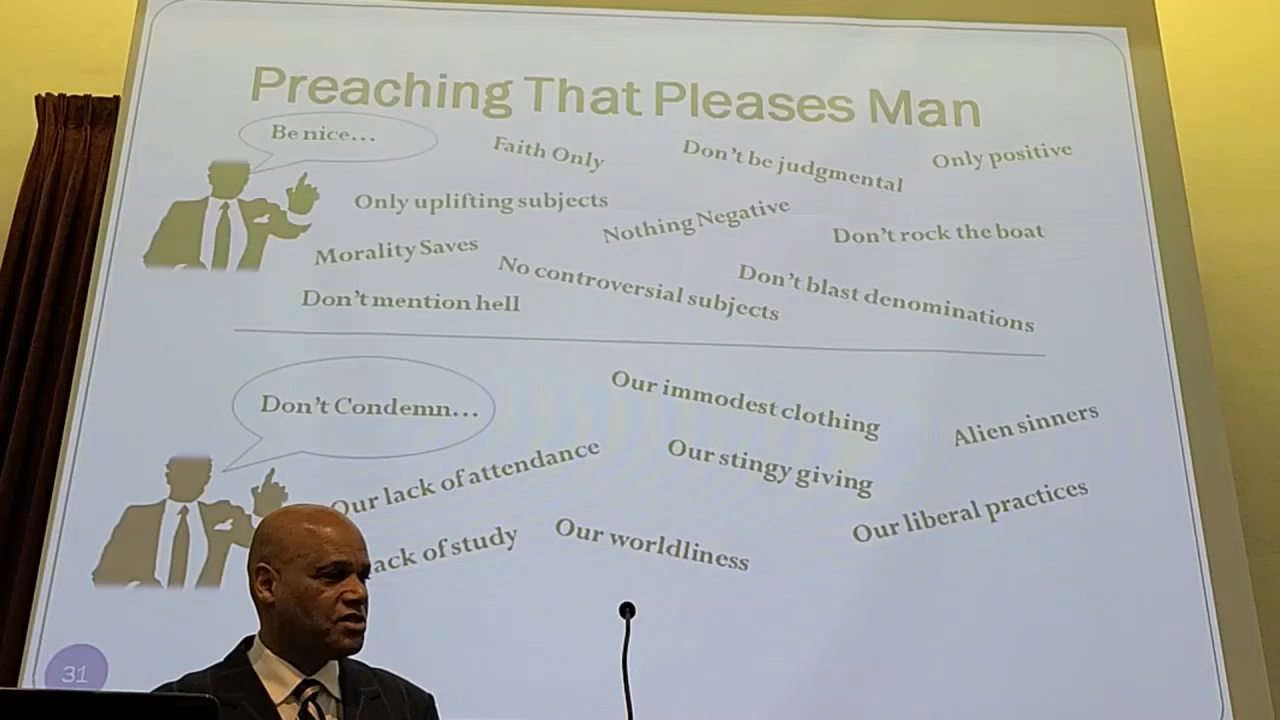 Preaching That Pleases Man
Be nice...
Faith Only
Don't be judgmental
Only positive
Only uplifting subjects
Nothing Negative
Don't rock the boat
Morality Saves
No controversial subjects
Don't blast denominations
Don't mention hell
Don't Condemn...
Our immodest clothing
Alien sinners
Our lack of attendance
Our stingy giving
Our liberal practices
of study
Our worldliness
31